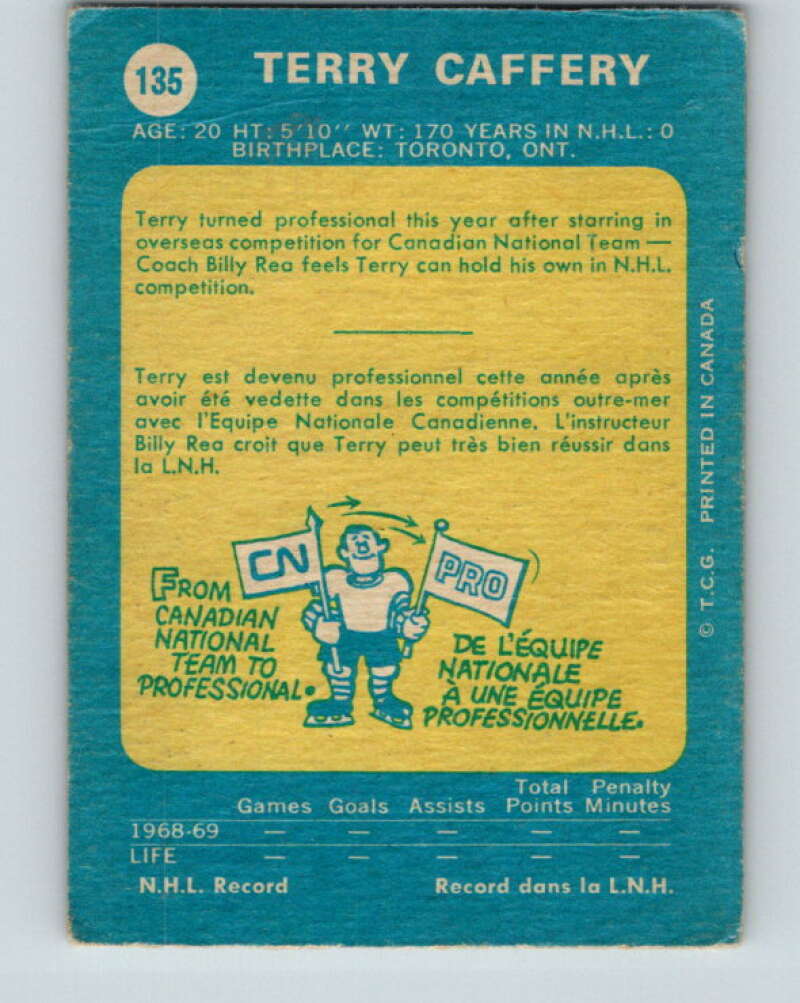 135
TERRY CAFFERY
AGE: 20 HT: 5'10'' WT: 170 YEARS IN N.H.L.: 0
BIRTHPLACE: TORONTO, ONT.
Terry turned professional this year after starring in
overseas competition for Canadian National Team —
Coach Billy Rea feels Terry can hold his own in N.H.L.
competition.
Terry est devenu professionnel cette année après
avoir été vedette dans les compétitions outre-mer
avec l'Equipe Nationale Canadienne. L'instructeur
Billy Rea croit que Terry peut très bien réussir dans
la L.N.H.
CN
PRO
FROM
CANADIAN
NATIONAL
TEAM TO
PROFESSIONAL.
DE L'ÉQUIPE
NATIONALE
À UNE ÉQUIPE
PROFESSIONNELLE.
© T.C.G. PRINTED IN CANADA
Games Goals Assists Total Points Penalty Minutes
1968-69 — — — — —
LIFE — — — — —
N.H.L. Record Record dans la L.N.H.